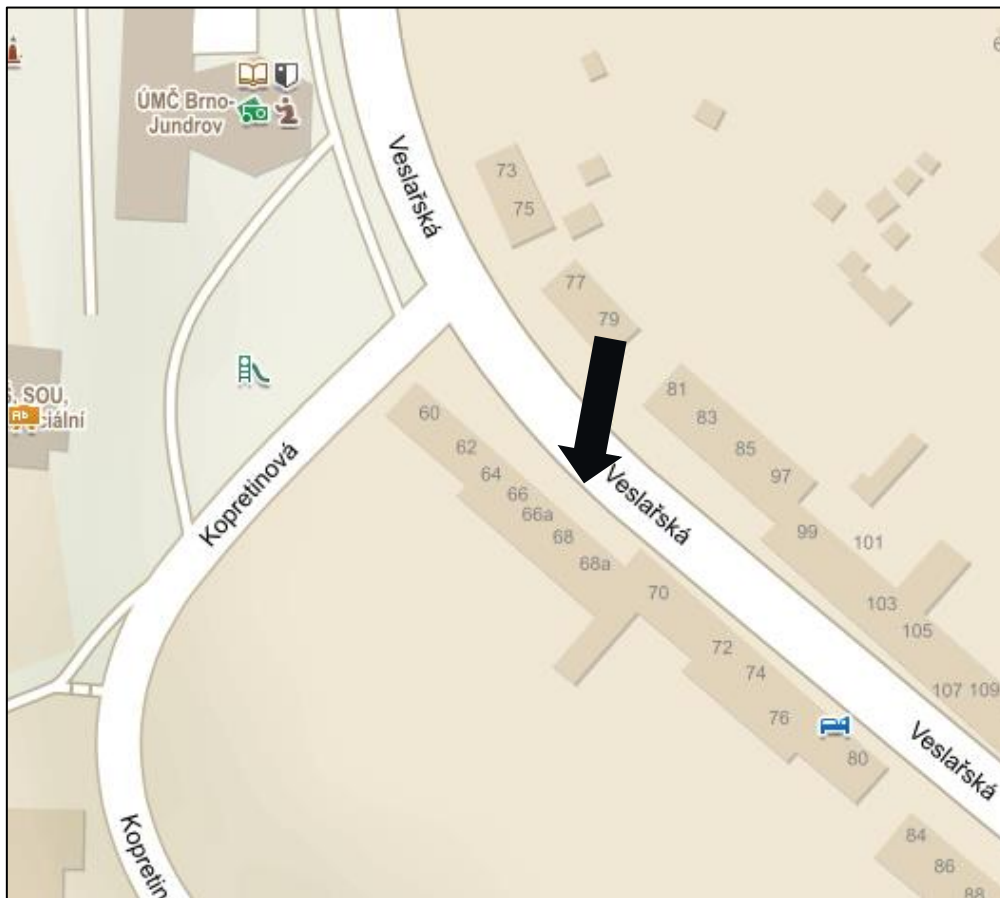 ÚMČ Brno-
Jundrov
Veslařská
73
75
77
79
SOU,
ciální
60
62
64
66
66a
68
68a
70
72
74
76
80
Kopretinová
Veslařská
81
83
85
97
99
101
103
105
107
109
Veslařská
84
86
88
Kopretin